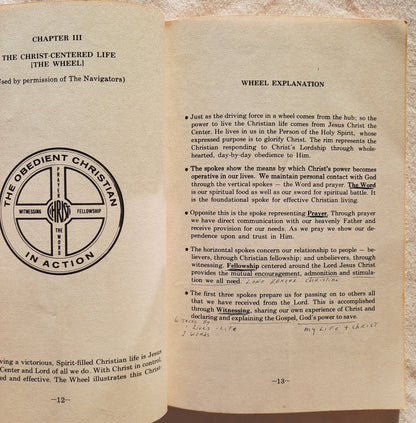 CHAPTER III
THE CHRIST-CENTERED LIFE
[THE WHEEL]
sed by permission of The Navigators)
THE OBEDIENT CHRISTIAN
PRAYER
WITNESSING CHRIST FELLOWSHIP
THE WORD
IN ACTION
ving a victorious, Spirit-filled Christian life is Jesus
Center and Lord of all we do. With Christ in control,
ed and effective. The Wheel illustrates this Christ-
—12—
WHEEL EXPLANATION
● Just as the driving force in a wheel comes from the hub; so the
power to live the Christian life comes from Jesus Christ the
Center. He lives in us in the Person of the Holy Spirit, whose
expressed purpose is to glorify Christ. The rim represents the
Christian responding to Christ's Lordship through whole-
hearted, day-by-day obedience to Him.
● The spokes show the means by which Christ's power becomes
operative in our lives. We maintain personal contact with God
through the vertical spokes — the Word and prayer. The Word
is our spiritual food as well as our sword for spiritual battle. It
is the foundational spoke for effective Christian living.
● Opposite this is the spoke representing Prayer. Through prayer
we have direct communication with our heavenly Father and
receive provision for our needs. As we pray we show our de-
pendence upon and trust in Him.
● The horizontal spokes concern our relationship to people — be-
lievers, through Christian fellowship; and unbelievers, through
witnessing. Fellowship centered around the Lord Jesus Christ
provides the mutual encouragement, admonition and stimula-
tion we all need. LONE RANGER CHRISTIAN
● The first three spokes prepare us for passing on to others all
that we have received from the Lord. This is accomplished
through Witnessing, sharing our own experience of Christ and
declaring and explaining the Gospel, God's power to save.
BY
LIVES - LIFE
WORDS
MY LIFE + CHRIST
—13—